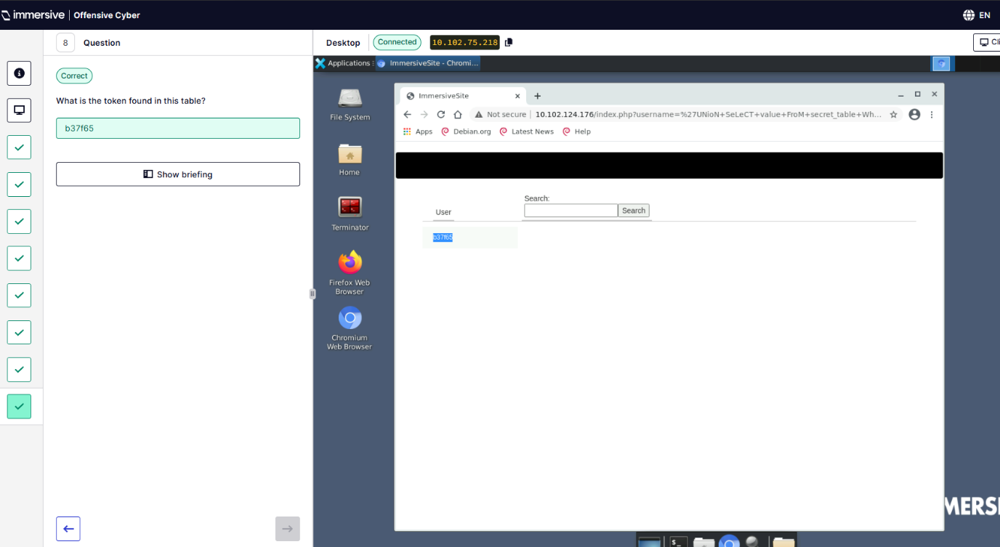 immersive | Offensive Cyber
EN
8 Question
Desktop Connected 10.102.75.218
Applications ImmersiveSite - Chromi...
Correct
What is the token found in this table?
b37f65
Show briefing
File System
Home
Terminator
Firefox Web
Browser
Chromium
Web Browser
ImmersiveSite
Not secure | 10.102.124.176/index.php?username=%27UNioN+SeLeCT+value+FroM+secret_table+Wh...
Apps Debian.org Latest News Help
Search:
User Search
b37f65